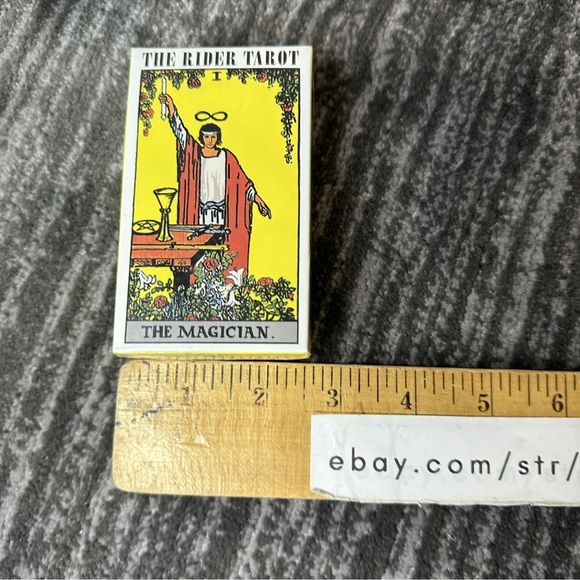 THE RIDER TAROT
I
THE MAGICIAN.
1 2 3 4 5 6
ebay.com/str/